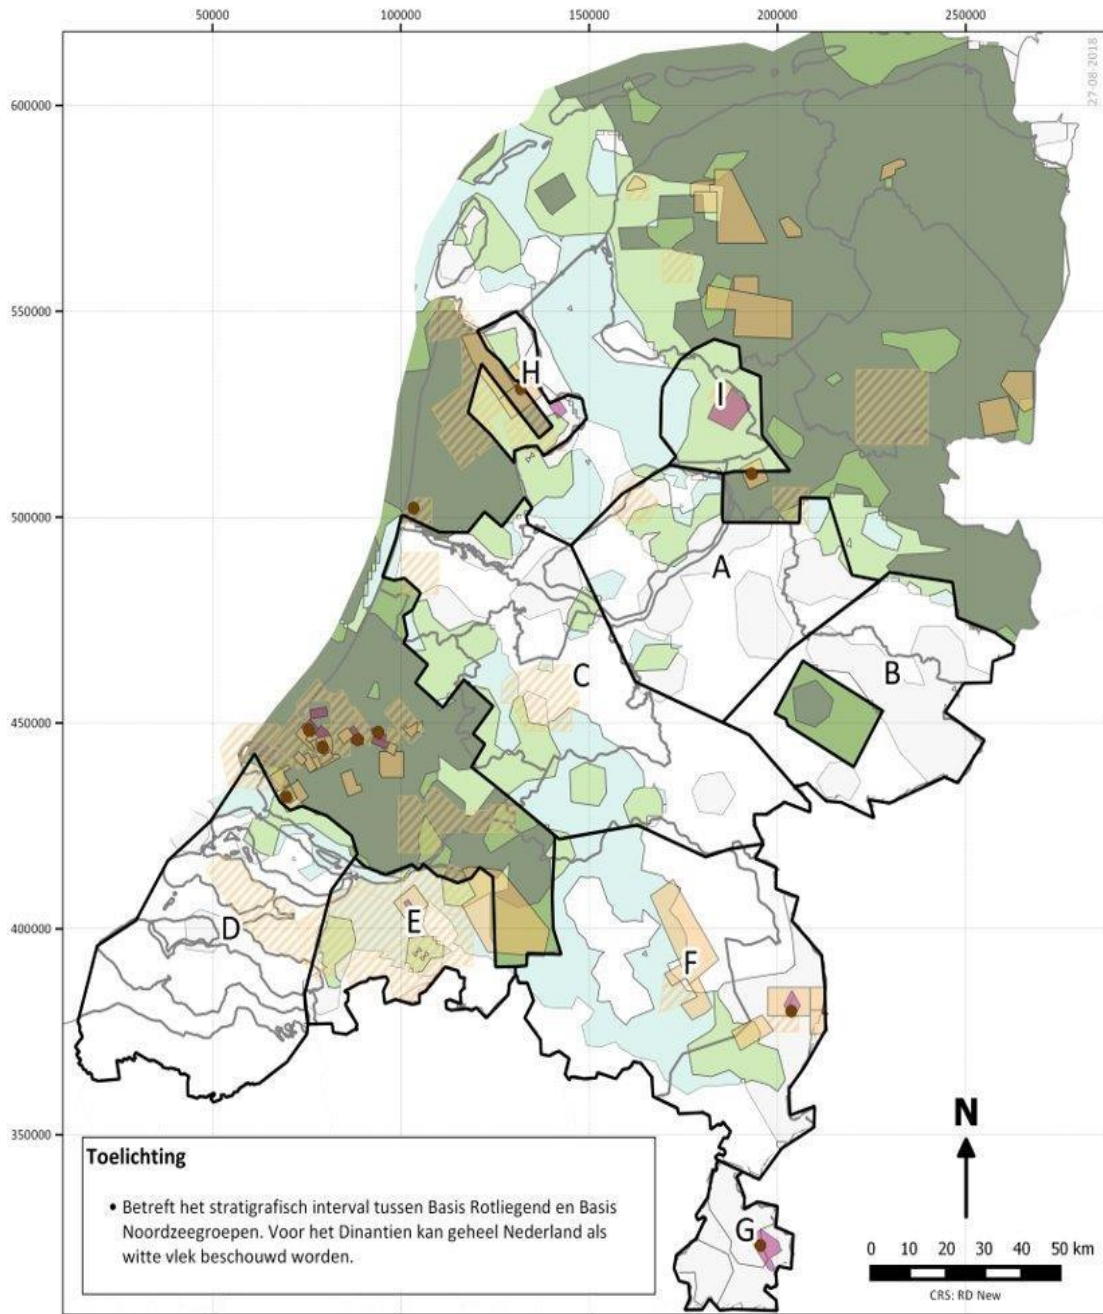 50000 100000 150000 200000 250000
27-08-2018
600000
550000
H
I
500000
A
C
B
450000
D
E
400000
F
350000
N
Toelichting
• Betreft het stratigrafisch interval tussen Basis Rotliegend en Basis
Noordzeegroepen. Voor het Dinantien kan geheel Nederland als
witte vlek beschouwd worden.
G
0 10 20 30 40 50 km
CRS: RD New